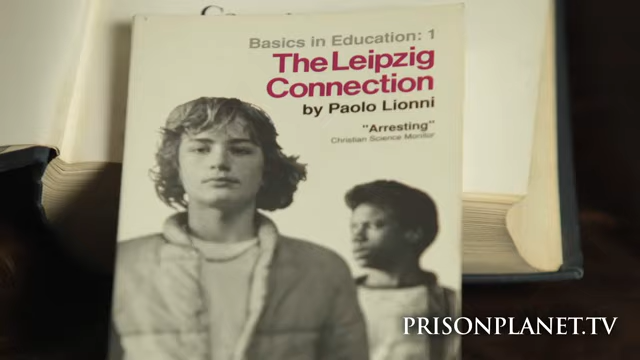 Basics in Education: 1
The Leipzig
Connection
by Paolo Lionni
"Arresting"
Christian Science Monitor
PRISONPLANET.TV